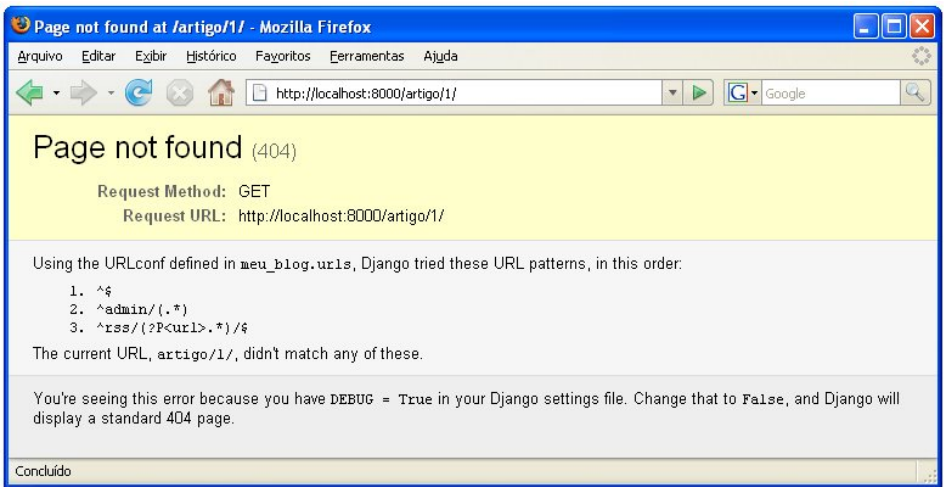 Page not found at /artigo/1/ - Mozilla Firefox
Arquivo Editar Exibir Histórico Favoritos Ferramentas Ajuda
http://localhost:8000/artigo/1/ G Google
Page not found (404)
Request Method: GET
Request URL: http://localhost:8000/artigo/1/
Using the URLconf defined in meu_blog.urls, Django tried these URL patterns, in this order:
1. ^$
2. ^admin/(.*)
3. ^rss/(?P<url>.*)/$
The current URL, artigo/1/, didn't match any of these.
You're seeing this error because you have DEBUG = True in your Django settings file. Change that to False, and Django will
display a standard 404 page.
Concluído